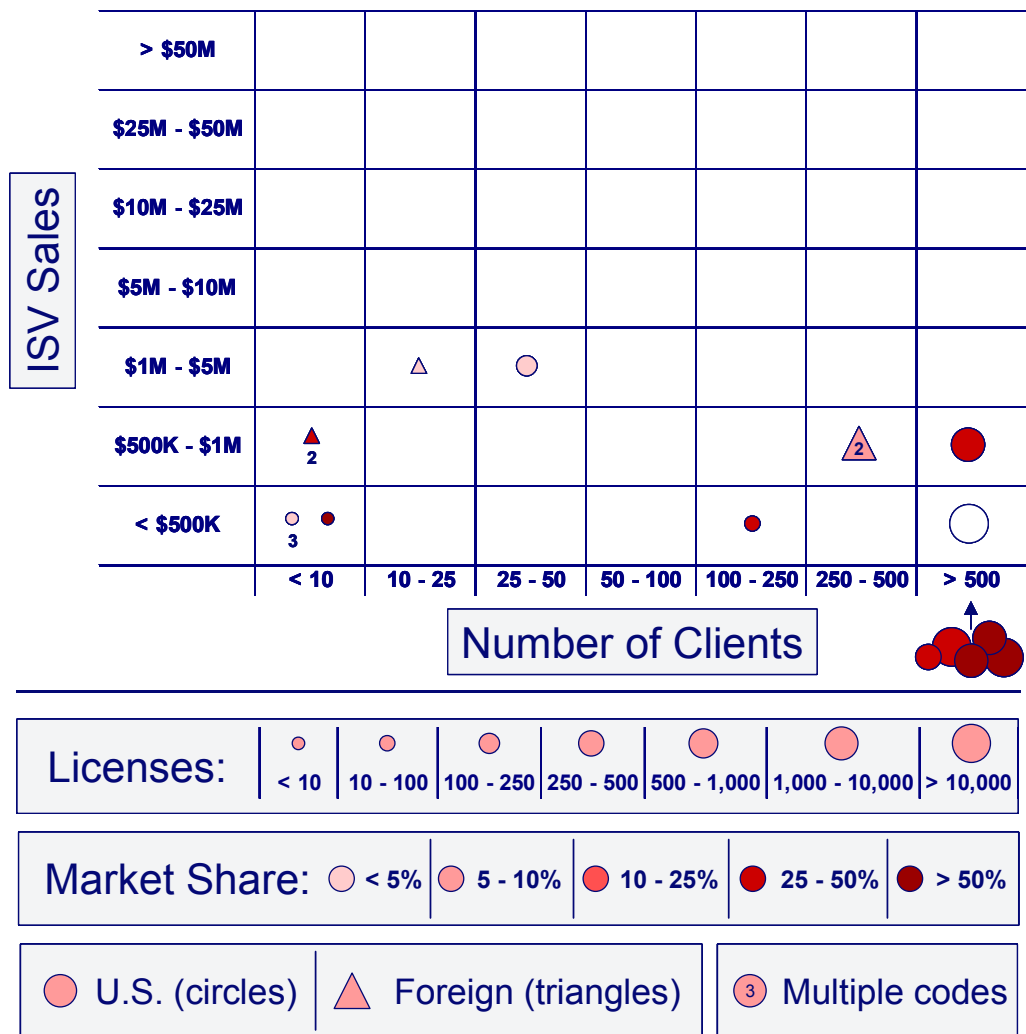 > $50M
$25M - $50M
$10M - $25M
ISV Sales
$5M - $10M
$1M - $5M
$500K - $1M
2
2
< $500K
3
< 10
10 - 25
25 - 50
50 - 100
100 - 250
250 - 500
> 500
Number of Clients
Licenses:
< 10
10 - 100
100 - 250
250 - 500
500 - 1,000
1,000 - 10,000
> 10,000
Market Share:
< 5%
5 - 10%
10 - 25%
25 - 50%
> 50%
U.S. (circles)
Foreign (triangles)
3
Multiple codes